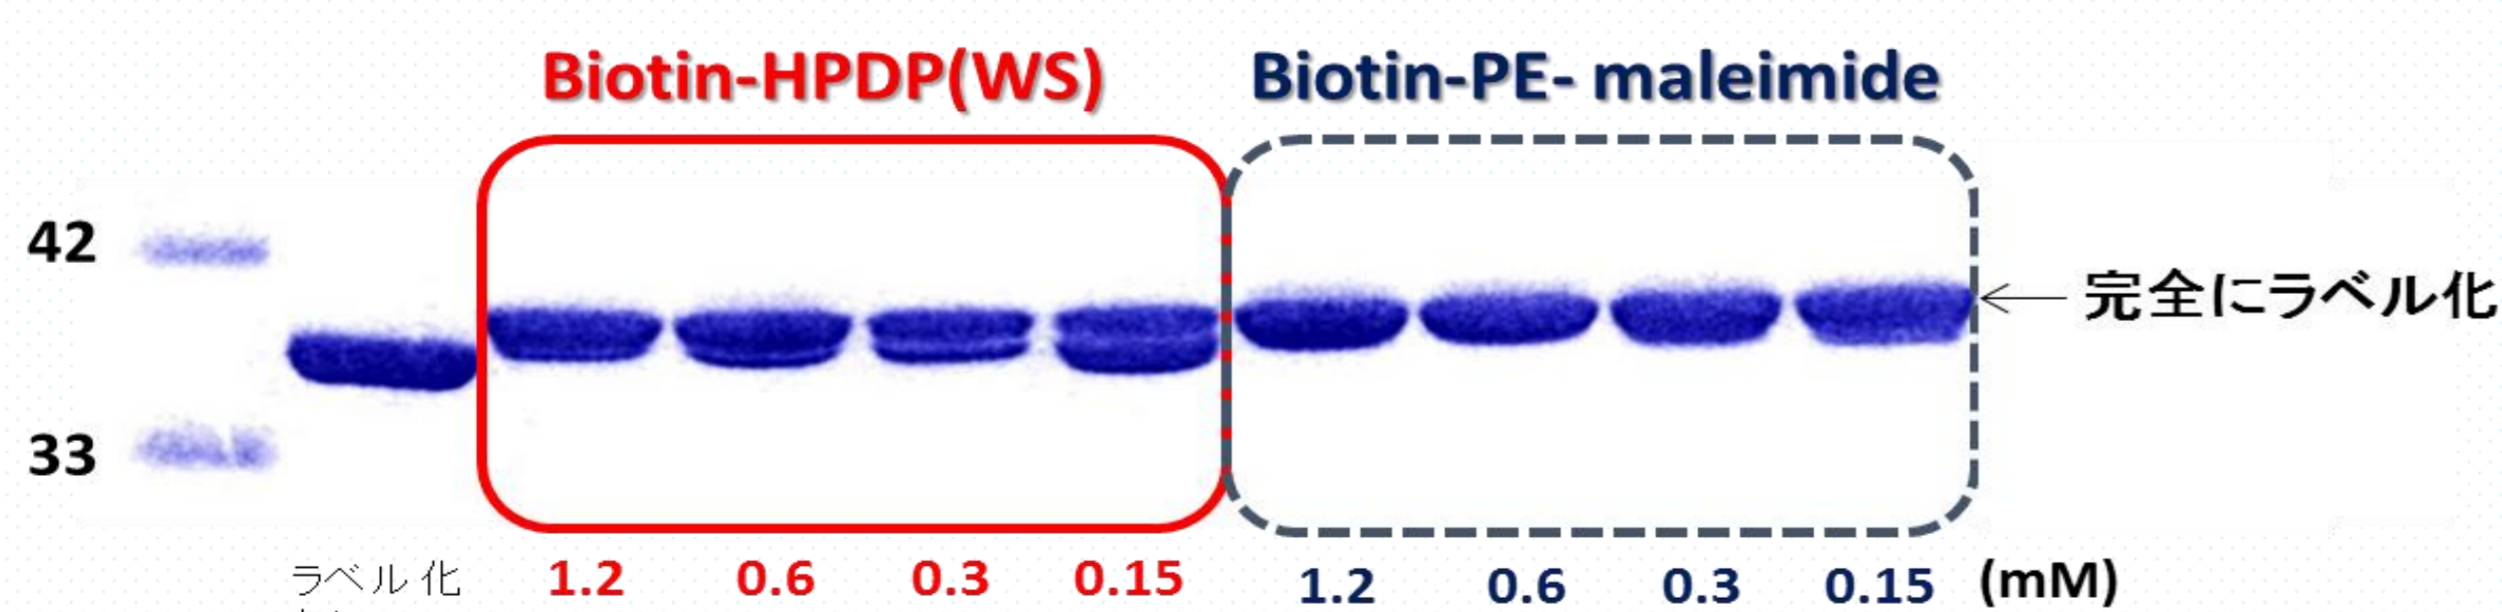 Biotin-HPDP(WS)
Biotin-PE- maleimide
42
完全にラベル化
33
ラベル化
1.2 0.6 0.3 0.15 1.2 0.6 0.3 0.15 (mM)